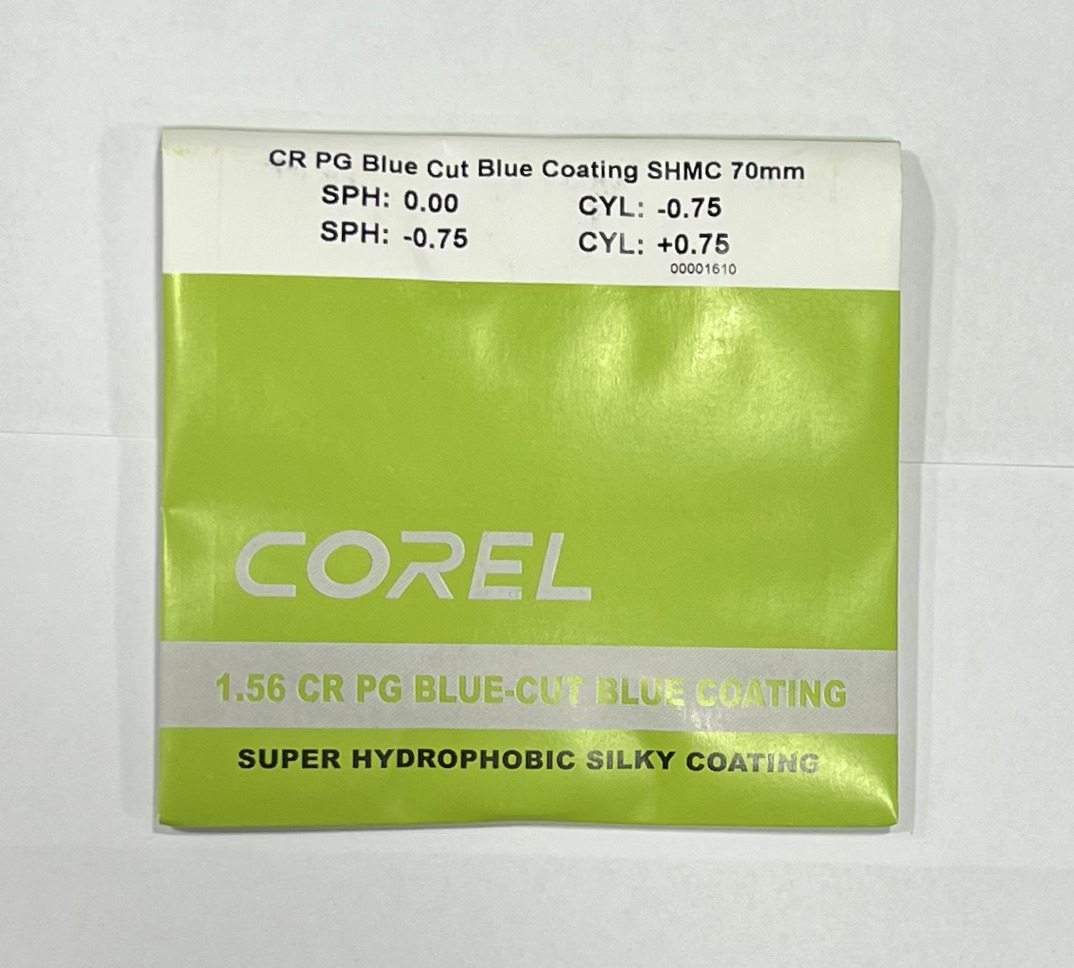 CR PG Blue Cut Blue Coating SHMC 70mm
SPH: 0.00 CYL: -0.75
SPH: -0.75 CYL: +0.75
00001610
COREL
1.56 CR PG BLUE-CUT BLUE COATING
SUPER HYDROPHOBIC SILKY COATING